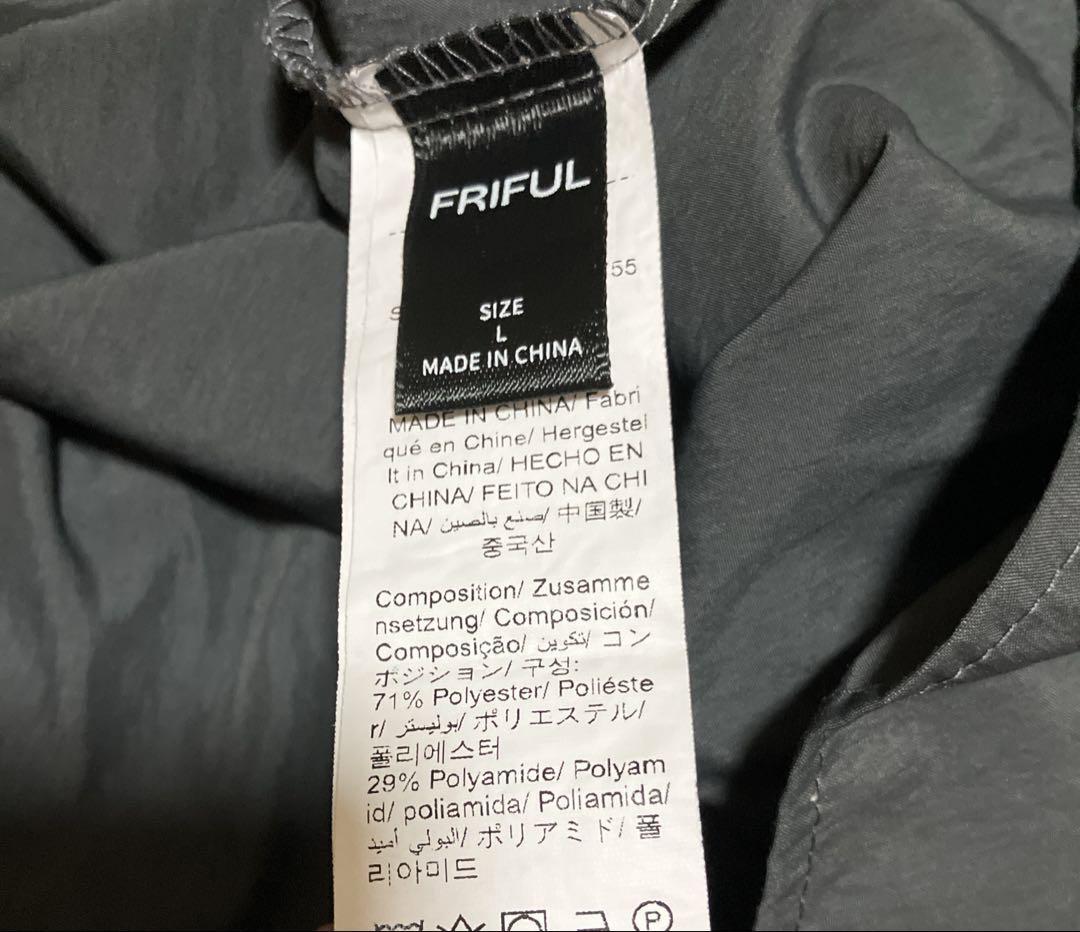 FRIFUL
55
S
SIZE
L
MADE IN CHINA
MADE IN CHINA/ Fabri
qué en Chine/ Hergestel
lt in China/ HECHO EN
CHINA/ FEITO NA CHI
NA/ صنع بالصين/ 中国製/
중국산
Composition/ Zusamme
nsetzung/ Composición/
Composição/ تكوين/ コン
ポジション/ 구성:
71% Polyester/ Poliéste
r/ بوليستر/ ポリエステル/
폴리에스터
29% Polyamide/ Polyam
id/ poliamida/ Poliamida/
البولي أميد/ ポリアミド/ 폴
리아미드
P